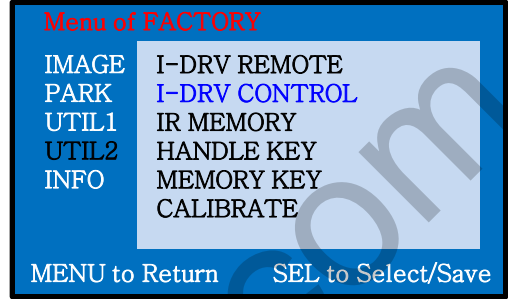 Menu of FACTORY
IMAGE I-DRV REMOTE
PARK I-DRV CONTROL
UTIL1 IR MEMORY
UTIL2 HANDLE KEY
INFO MEMORY KEY
CALIBRATE
MENU to Return SEL to Select/Save
com